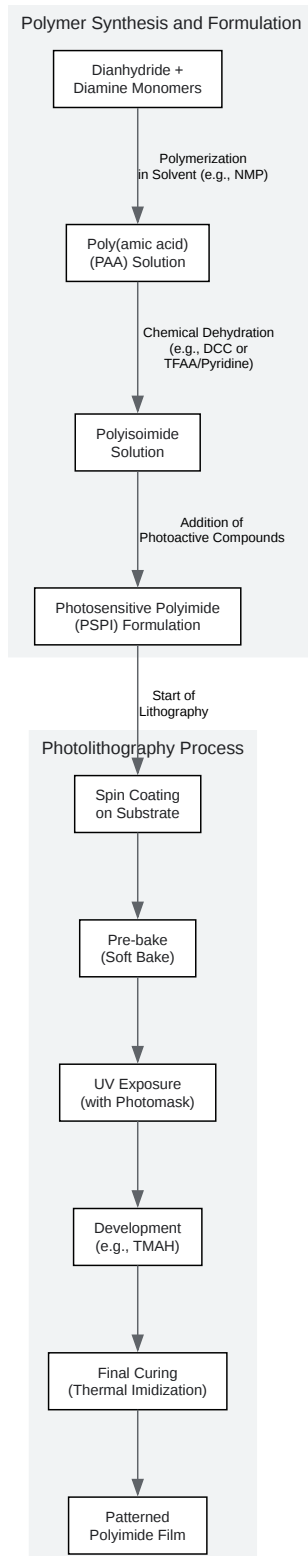 Polymer Synthesis and Formulation
Dianhydride +
Diamine Monomers
Polymerization
in Solvent (e.g., NMP)
Poly(amic acid)
(PAA) Solution
Chemical Dehydration
(e.g., DCC or
TFAA/Pyridine)
Polyisoimide
Solution
Addition of
Photoactive Compounds
Photosensitive Polyimide
(PSPI) Formulation
Start of
Lithography
Photolithography Process
Spin Coating
on Substrate
Pre-bake
(Soft Bake)
UV Exposure
(with Photomask)
Development
(e.g., TMAH)
Final Curing
(Thermal Imidization)
Patterned
Polyimide Film